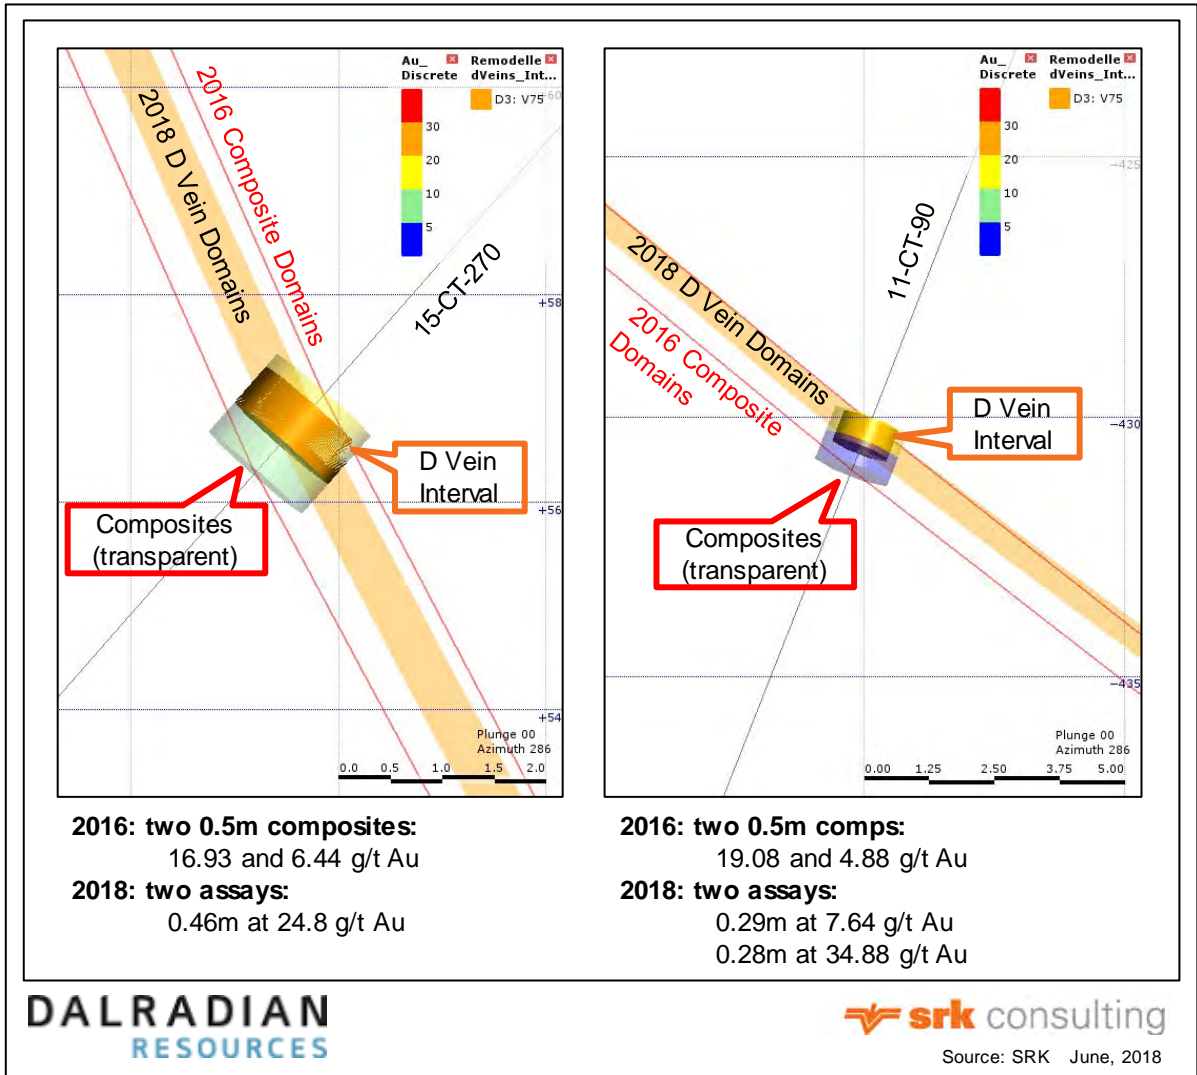 Au_
Discrete
Remodelle
dVeins_Int...
D3: V75
30
20
10
5
+60
2016 Composite Domains
2018 D Vein Domains
15-CT-270
+58
D Vein
Interval
Composites
(transparent)
+56
+54
Plunge 00
Azimuth 286
0.0 0.5 1.0 1.5 2.0
Au_
Discrete
Remodelle
dVeins_Int...
D3: V75
30
20
10
5
−425
11-CT-90
2018 D Vein Domains
2016 Composite
Domains
D Vein
Interval
−430
Composites
(transparent)
−435
Plunge 00
Azimuth 286
0.00 1.25 2.50 3.75 5.00
2016: two 0.5m composites:
16.93 and 6.44 g/t Au
2018: two assays:
0.46m at 24.8 g/t Au
2016: two 0.5m comps:
19.08 and 4.88 g/t Au
2018: two assays:
0.29m at 7.64 g/t Au
0.28m at 34.88 g/t Au
DALRADIAN
RESOURCES
srk consulting
Source: SRK June, 2018